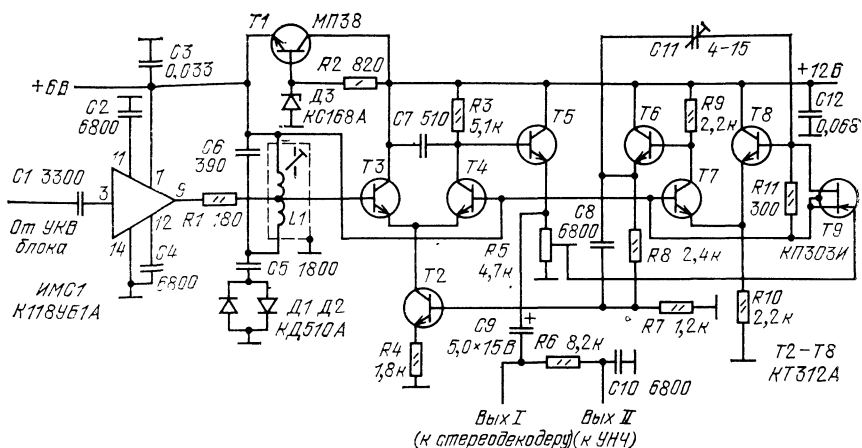 Т1
МП38
С3
0,033
+6В
С2
6800
R2 820
Д3
КС168А
С11
4-15
+12В
С12
0,068
R3
5,1к
С7 510
Т5
Т6
R9
2,2к
Т8
С6
390
11
7
С1 3300
3
9
12
14
От УКВ
блока
R1 180
L1
Т3
Т4
Т7
R11
300
Т9
КП303И
С8
6800
R5
4,7к
R8 2,4к
С4
6800
ИМС1
К118УБ1А
С5 1800
Д1 Д2
КД510А
Т2
R7 1,2к
R10
2,2к
С9
5,0×15В
R6 8,2к
R4
1,8к
С10 6800
Т2-Т8
КТ312А
Вых I
(к стереодекодеру)
Вых II
(к УНЧ)